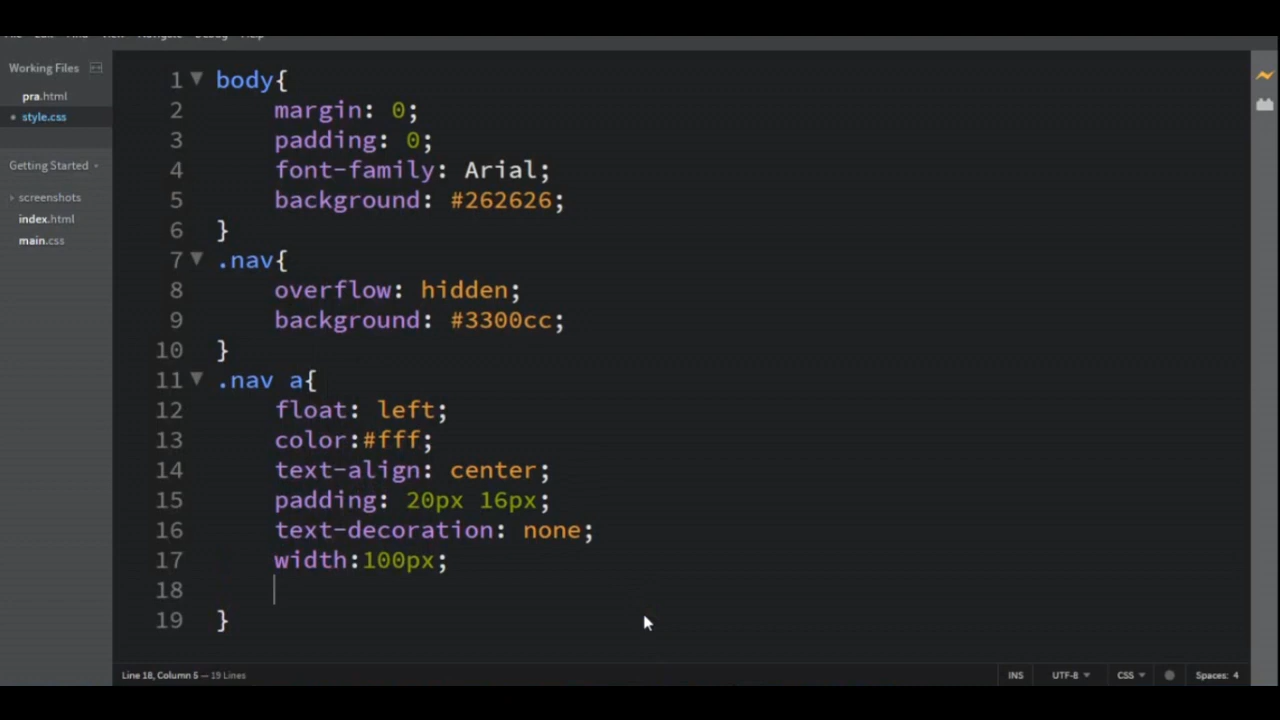 Working Files
pra.html
style.css
Getting Started
screenshots
index.html
main.css
1 body{
2 margin: 0;
3 padding: 0;
4 font-family: Arial;
5 background: #262626;
6 }
7 .nav{
8 overflow: hidden;
9 background: #3300cc;
10 }
11 .nav a{
12 float: left;
13 color:#fff;
14 text-align: center;
15 padding: 20px 16px;
16 text-decoration: none;
17 width:100px;
18
19 }
Line 18, Column 5 — 19 Lines
INS UTF-8 CSS Spaces: 4